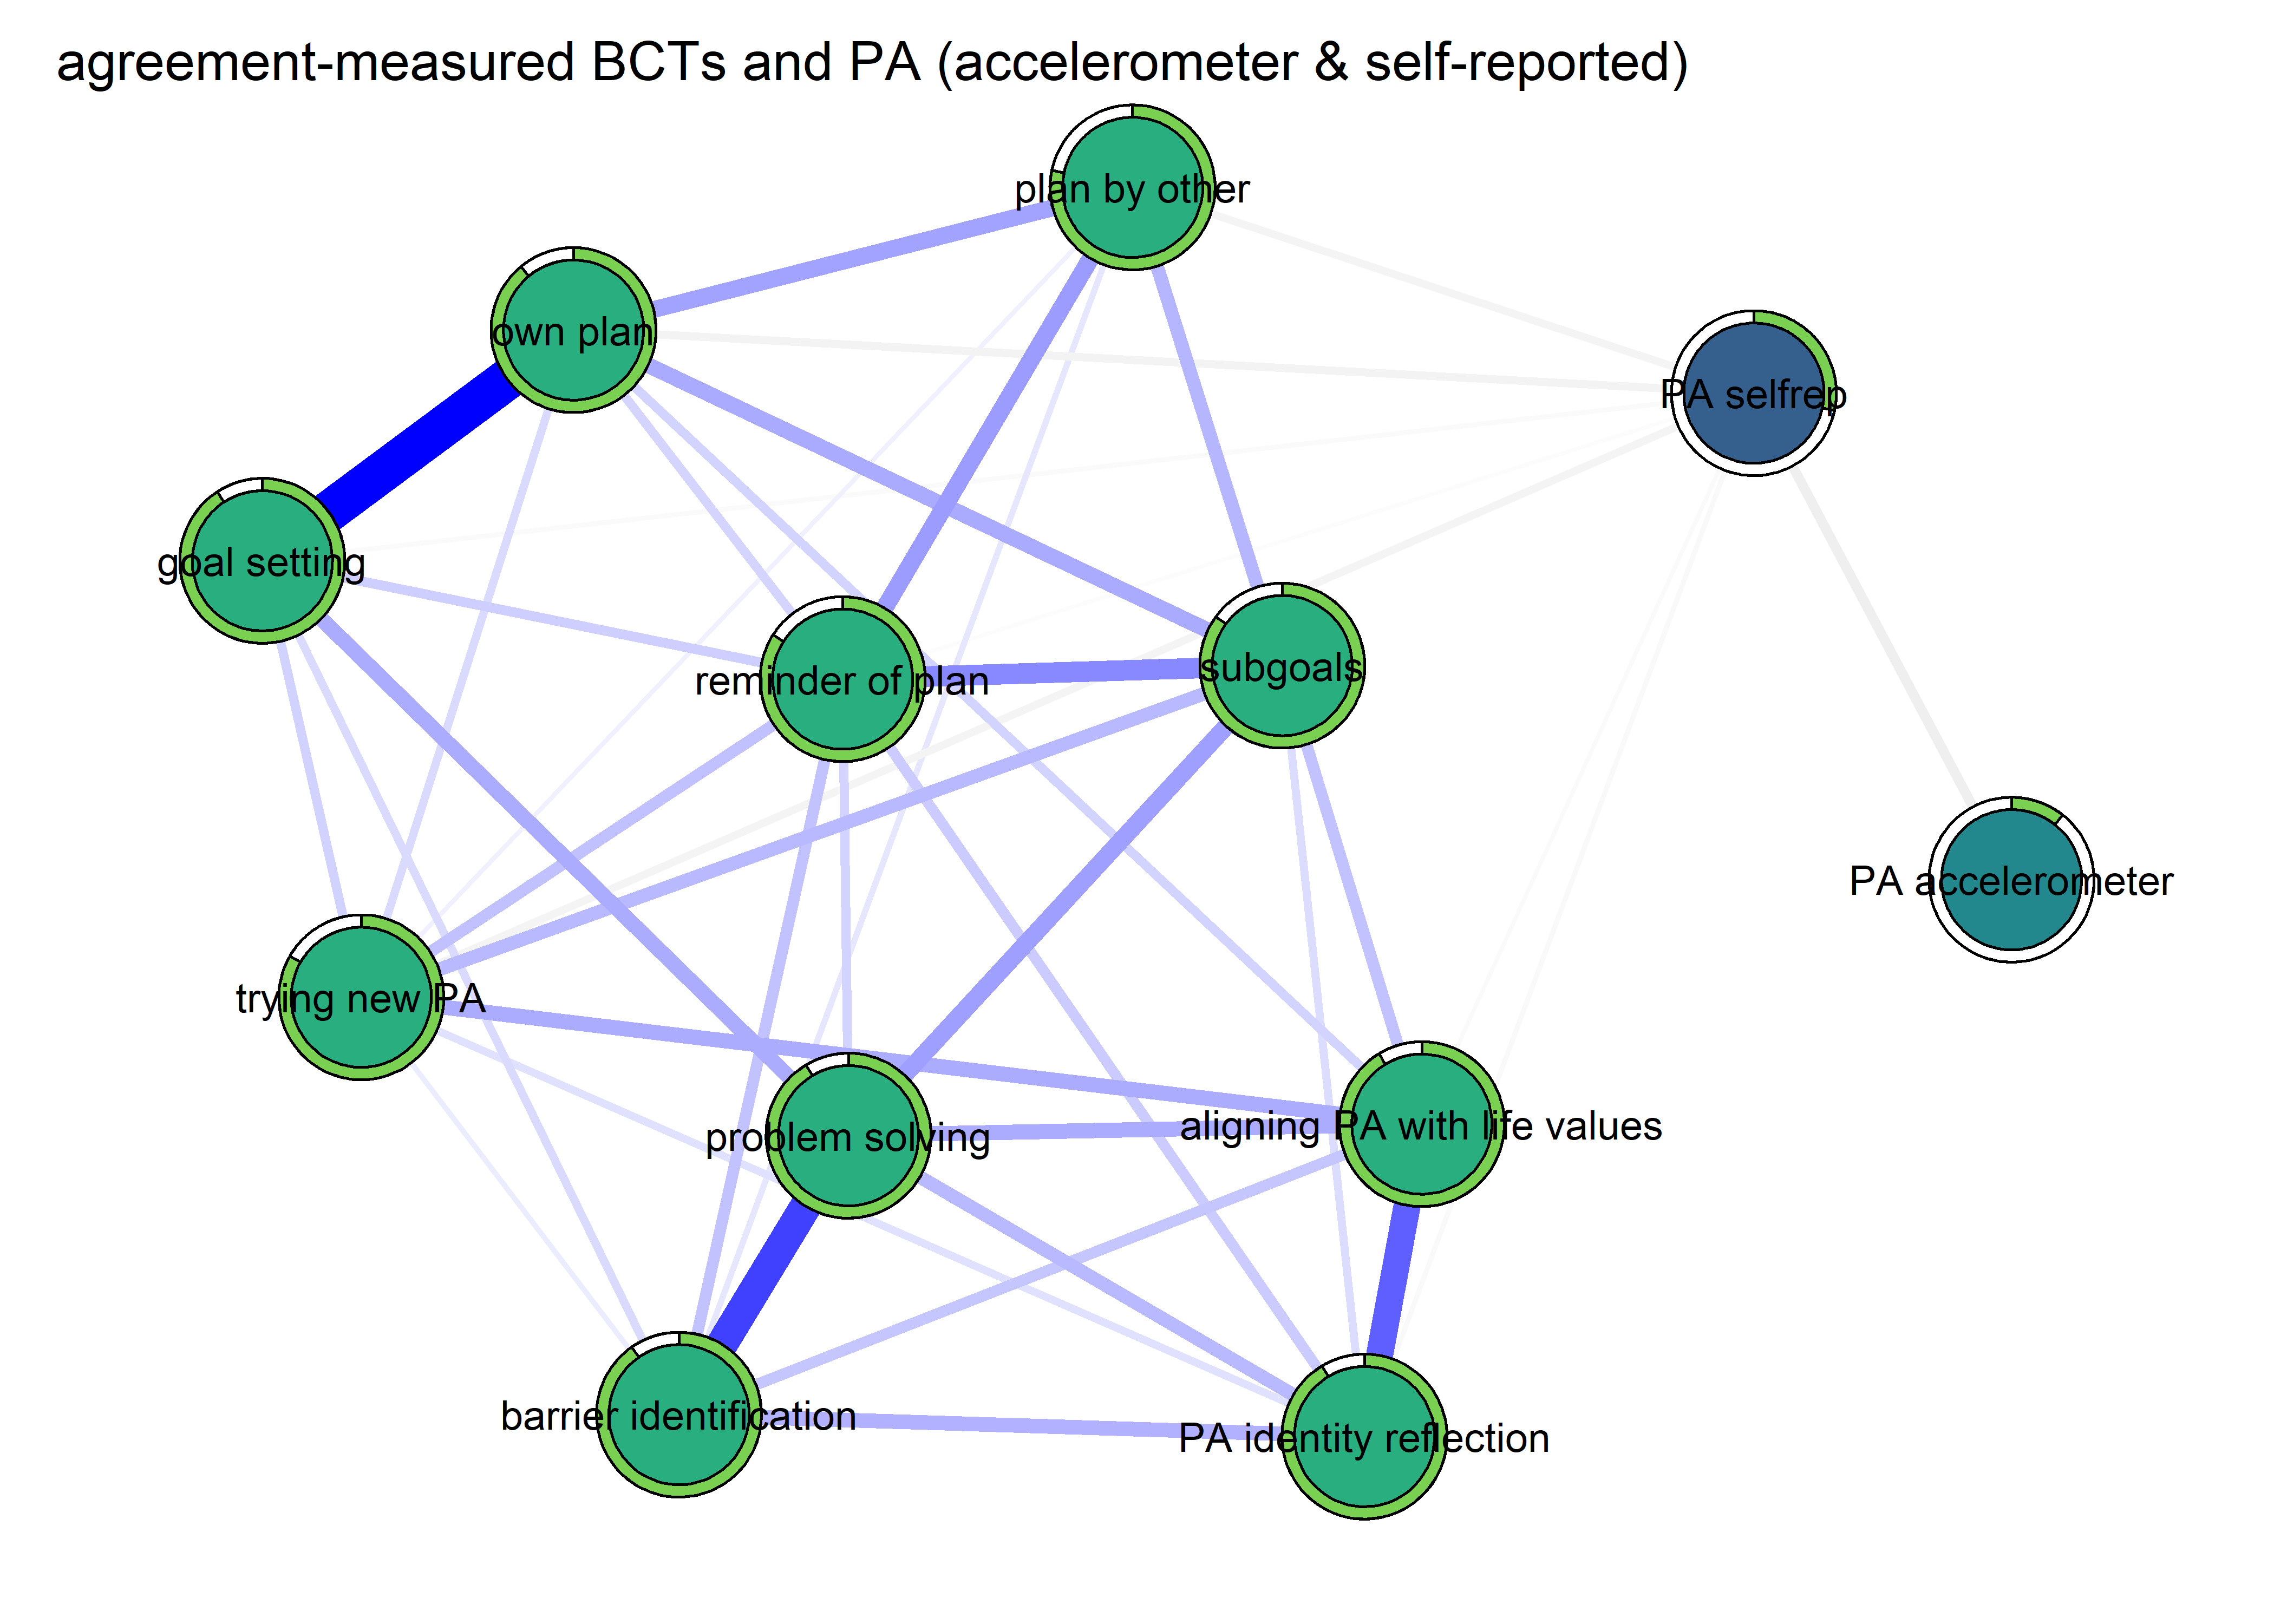 agreement-measured BCTs and PA (accelerometer & self-reported)
plan by other
own plan
PA selfrep
goal setting
reminder of plan
subgoals
PA accelerometer
trying new PA
problem solving
aligning PA with life values
barrier identification
PA identity reflection